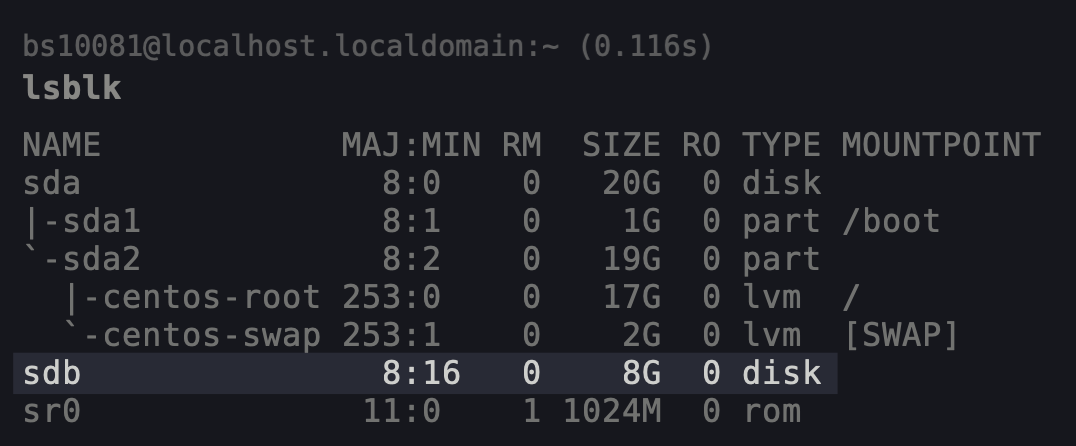 bs10081@localhost.localdomain:~ (0.116s)
lsblk
NAME            MAJ:MIN RM  SIZE RO TYPE MOUNTPOINT
sda               8:0    0   20G  0 disk
|-sda1            8:1    0    1G  0 part /boot
`-sda2            8:2    0   19G  0 part
  |-centos-root 253:0    0   17G  0 lvm  /
  `-centos-swap 253:1    0    2G  0 lvm  [SWAP]
sdb               8:16   0    8G  0 disk
sr0              11:0    1 1024M  0 rom